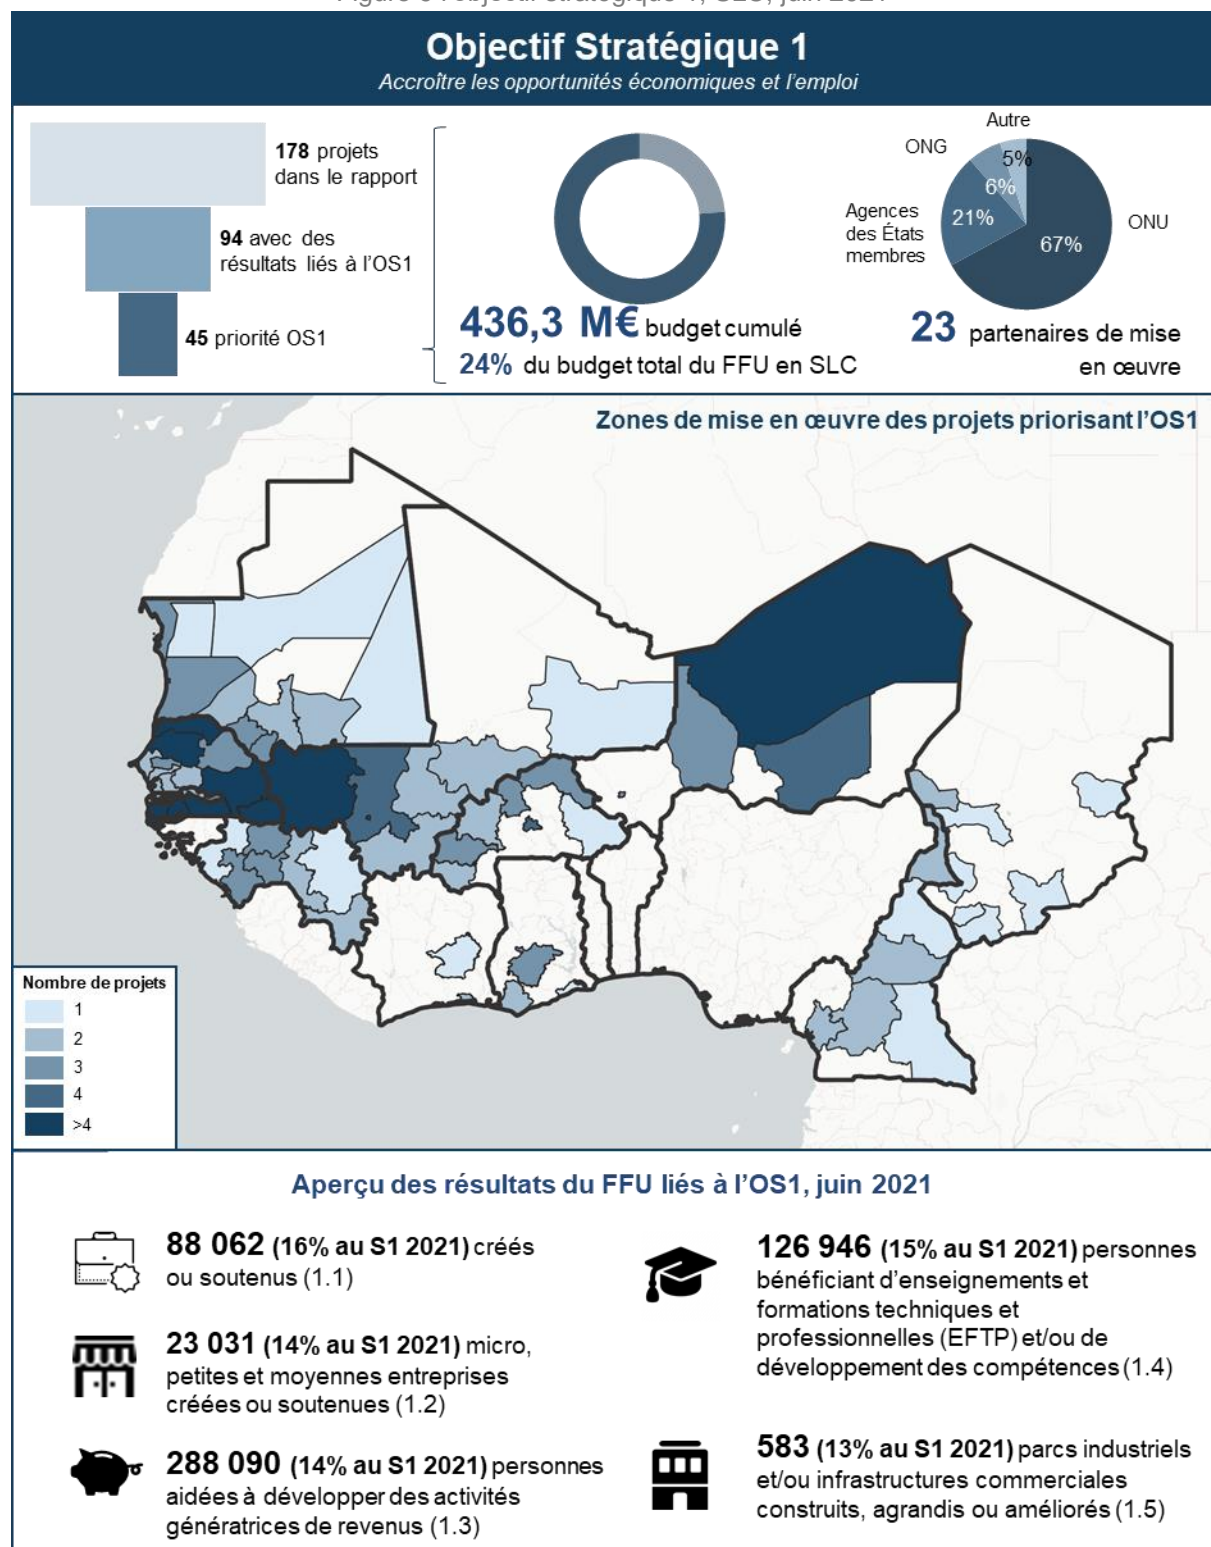 Figure 6 : objectif stratégique 1, SLC, juin 2021
Objectif Stratégique 1
Accroître les opportunités économiques et l'emploi
178 projets
dans le rapport
94 avec des
résultats liés à l'OS1
45 priorité OS1
436,3 M€ budget cumulé
24% du budget total du FFU en SLC
Autre
ONG
5%
6%
Agences
des États
membres
21%
67%
ONU
23 partenaires de mise
en œuvre
Zones de mise en œuvre des projets priorisant l'OS1
Nombre de projets
1
2
3
4
>4
Aperçu des résultats du FFU liés à l'OS1, juin 2021
88 062 (16% au S1 2021) créés
ou soutenus (1.1)
23 031 (14% au S1 2021) micro,
petites et moyennes entreprises
créées ou soutenues (1.2)
288 090 (14% au S1 2021) personnes
aidées à développer des activités
génératrices de revenus (1.3)
126 946 (15% au S1 2021) personnes
bénéficiant d'enseignements et
formations techniques et
professionnelles (EFTP) et/ou de
développement des compétences (1.4)
583 (13% au S1 2021) parcs industriels
et/ou infrastructures commerciales
construits, agrandis ou améliorés (1.5)